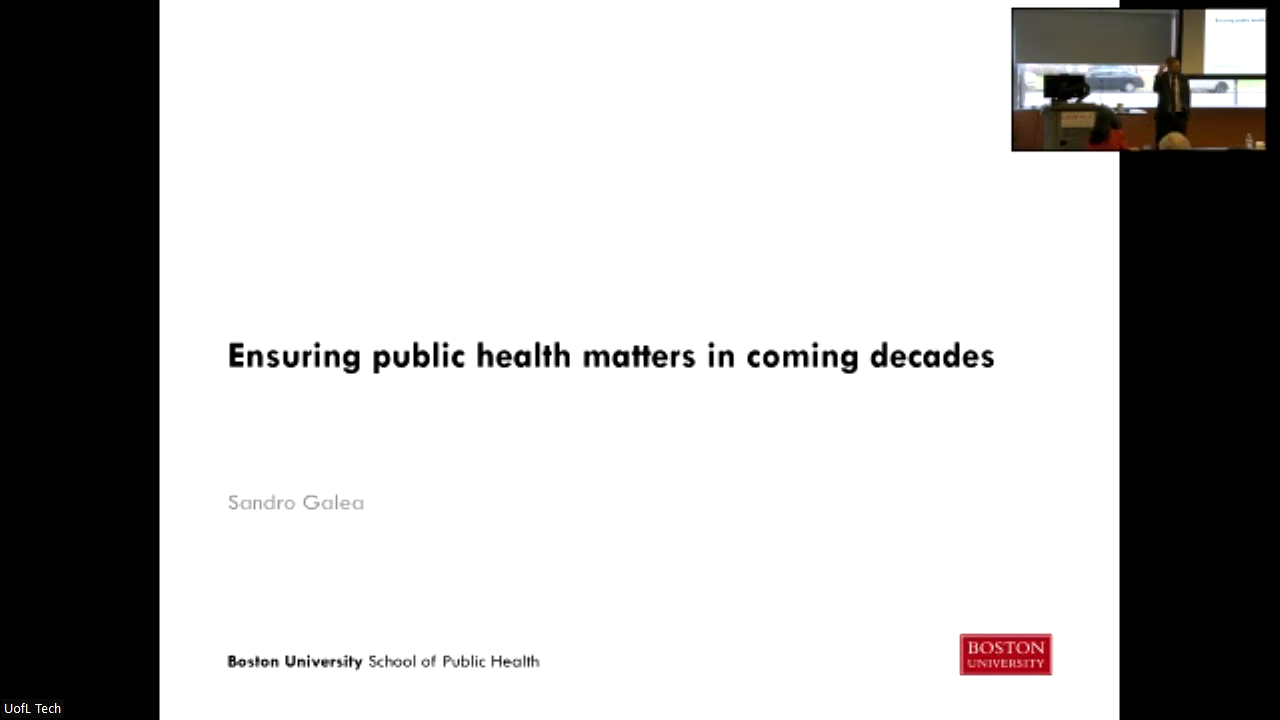 Ensuring public health matters in coming decades
Sandro Galea
Boston University School of Public Health
BOSTON
UNIVERSITY
UofL Tech